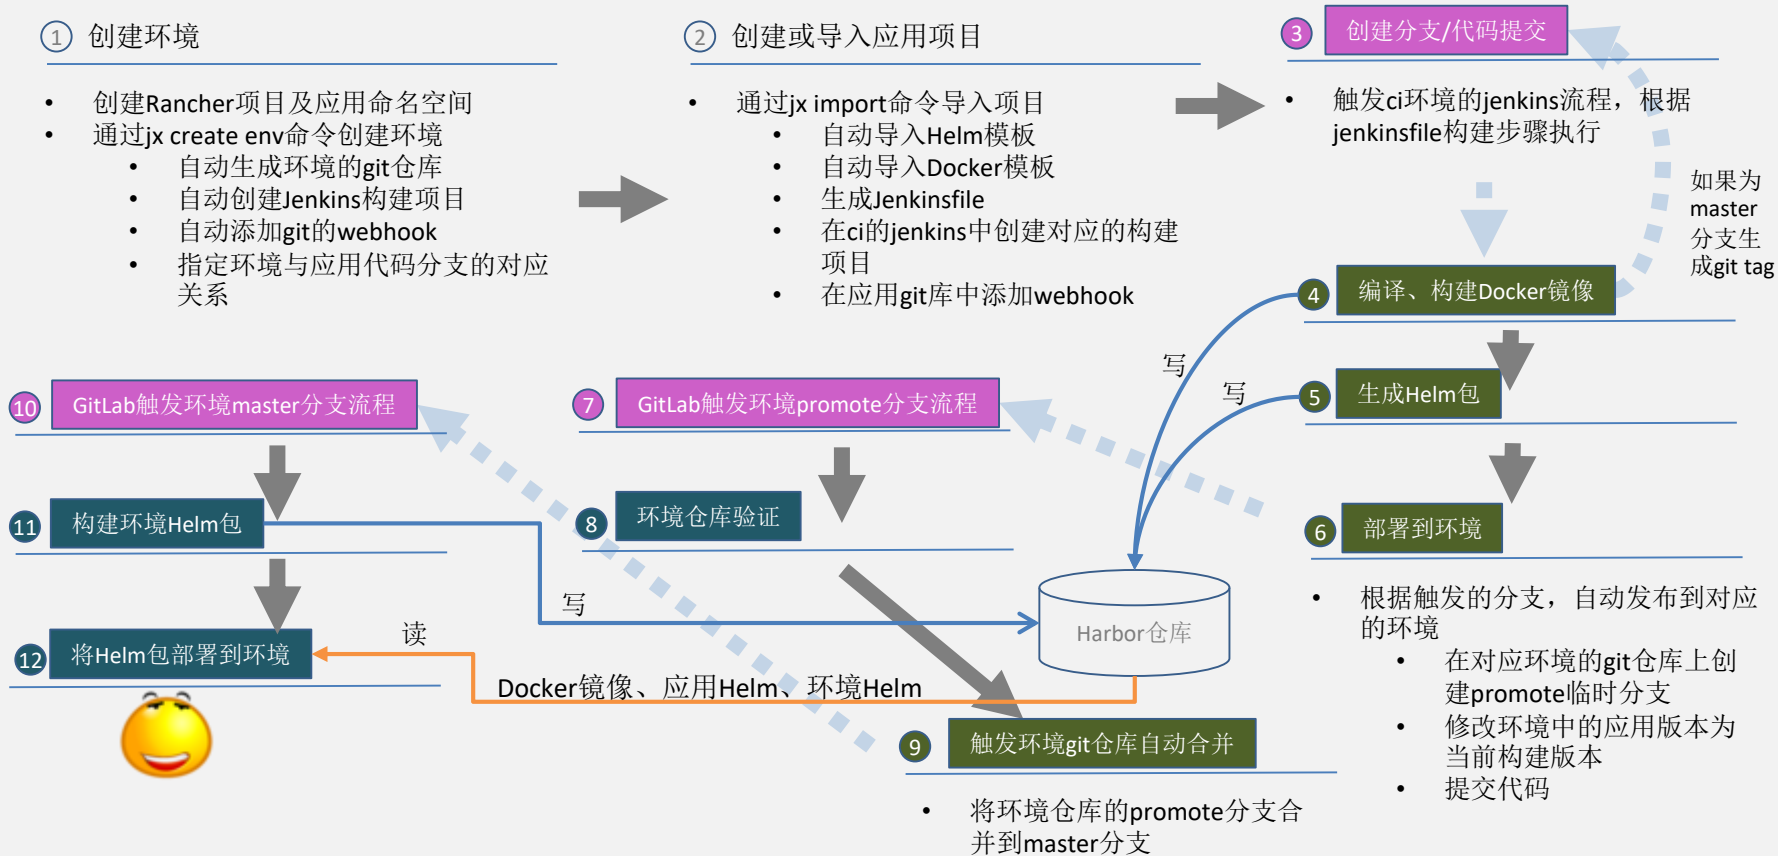 1 创建环境
• 创建Rancher项目及应用命名空间
• 通过jx create env命令创建环境
• 自动生成环境的git仓库
• 自动创建Jenkins构建项目
• 自动添加git的webhook
• 指定环境与应用代码分支的对应
关系
2 创建或导入应用项目
• 通过jx import命令导入项目
• 自动导入Helm模板
• 自动导入Docker模板
• 生成Jenkinsfile
• 在ci的jenkins中创建对应的构建
项目
• 在应用git库中添加webhook
3 创建分支/代码提交
• 触发ci环境的jenkins流程，根据
jenkinsfile构建步骤执行
如果为
master
分支生
成git tag
4 编译、构建Docker镜像
写
5 生成Helm包
写
6 部署到环境
• 根据触发的分支，自动发布到对应
的环境
• 在对应环境的git仓库上创
建promote临时分支
• 修改环境中的应用版本为
当前构建版本
• 提交代码
7 GitLab触发环境promote分支流程
8 环境仓库验证
Harbor仓库
9 触发环境git仓库自动合并
• 将环境仓库的promote分支合
并到master分支
10 GitLab触发环境master分支流程
11 构建环境Helm包
写
12 将Helm包部署到环境
读
Docker镜像、应用Helm、环境Helm